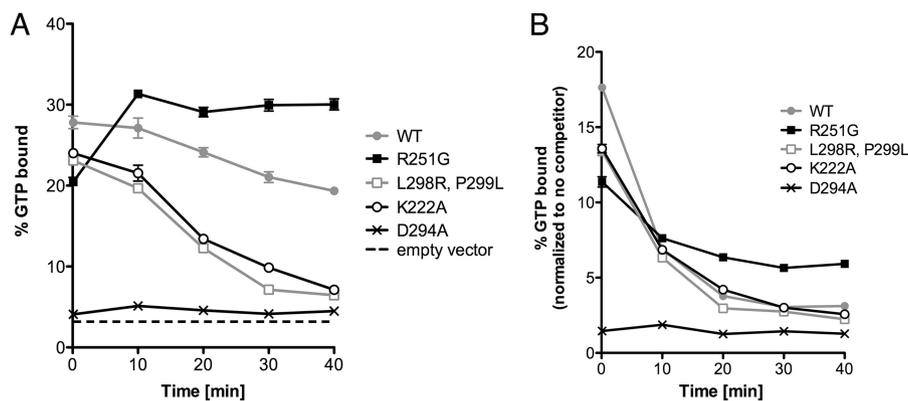 A
% GTP bound
40
30
20
10
0
0 10 20 30 40
Time [min]
WT
R251G
L298R, P299L
K222A
D294A
empty vector
B
% GTP bound
(normalized to no competitor)
20
15
10
5
0
0 10 20 30 40
Time [min]
WT
R251G
L298R, P299L
K222A
D294A